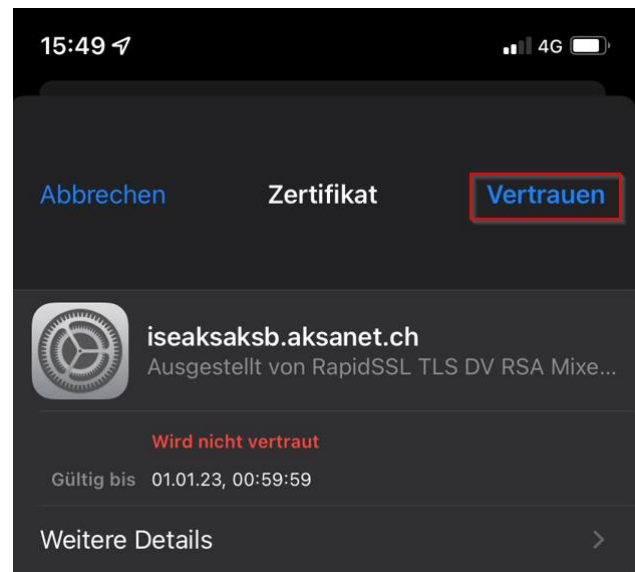 15:49 4G
Abbrechen Zertifikat Vertrauen
iseaksaksb.aksanet.ch
Ausgestellt von RapidSSL TLS DV RSA Mixe...
Wird nicht vertraut
Gültig bis 01.01.23, 00:59:59
Weitere Details